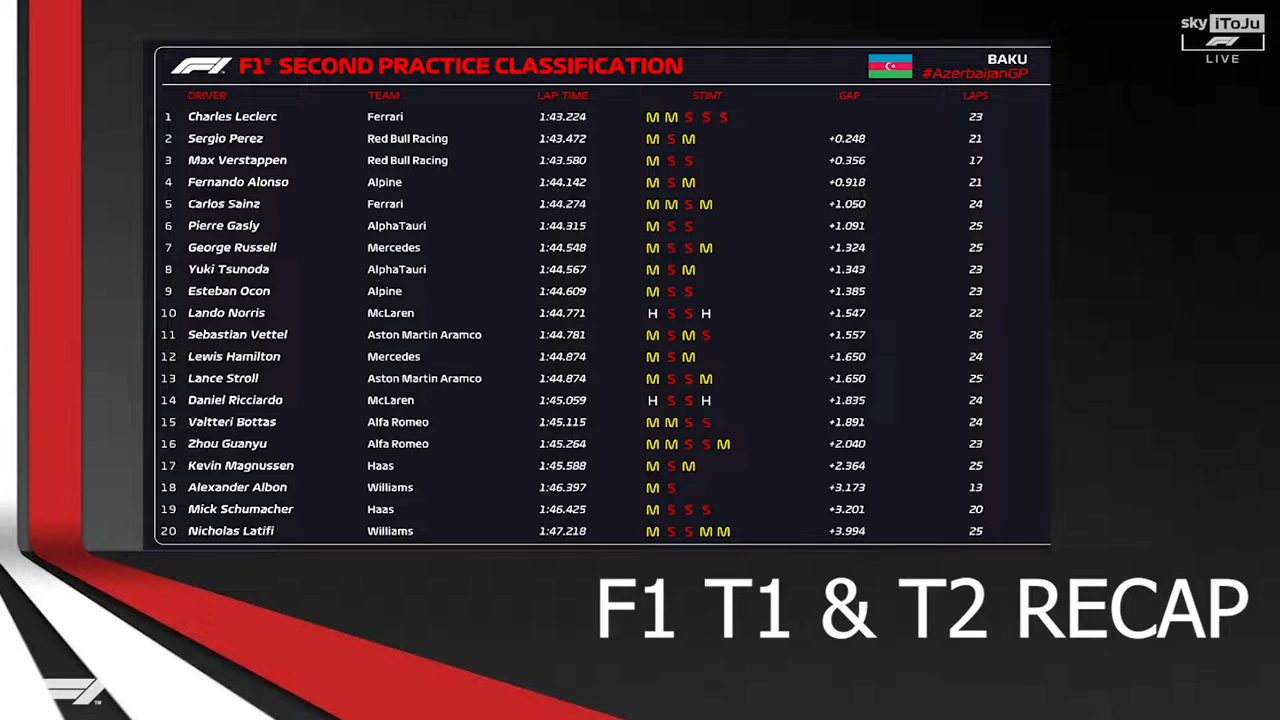 sky iToJu
LIVE
F1® SECOND PRACTICE CLASSIFICATION
BAKU
#AzerbaijanGP
DRIVER TEAM LAP TIME STINT GAP LAPS
1 Charles Leclerc Ferrari 1:43.224 M M S S S 23
2 Sergio Perez Red Bull Racing 1:43.472 M S M +0.248 21
3 Max Verstappen Red Bull Racing 1:43.580 M S S +0.356 17
4 Fernando Alonso Alpine 1:44.142 M S M +0.918 21
5 Carlos Sainz Ferrari 1:44.274 M M S M +1.050 24
6 Pierre Gasly AlphaTauri 1:44.315 M S S +1.091 25
7 George Russell Mercedes 1:44.548 M S S M +1.324 25
8 Yuki Tsunoda AlphaTauri 1:44.567 M S M +1.343 23
9 Esteban Ocon Alpine 1:44.609 M S S +1.385 23
10 Lando Norris McLaren 1:44.771 H S S H +1.547 22
11 Sebastian Vettel Aston Martin Aramco 1:44.781 M S M S +1.557 26
12 Lewis Hamilton Mercedes 1:44.874 M S M +1.650 24
13 Lance Stroll Aston Martin Aramco 1:44.874 M S S M +1.650 25
14 Daniel Ricciardo McLaren 1:45.059 H S S H +1.835 24
15 Valtteri Bottas Alfa Romeo 1:45.115 M M S S +1.891 24
16 Zhou Guanyu Alfa Romeo 1:45.264 M M S S M +2.040 23
17 Kevin Magnussen Haas 1:45.588 M S M +2.364 25
18 Alexander Albon Williams 1:46.397 M S +3.173 13
19 Mick Schumacher Haas 1:46.425 M S S S +3.201 20
20 Nicholas Latifi Williams 1:47.218 M S S M M +3.994 25
F1 T1 & T2 RECAP